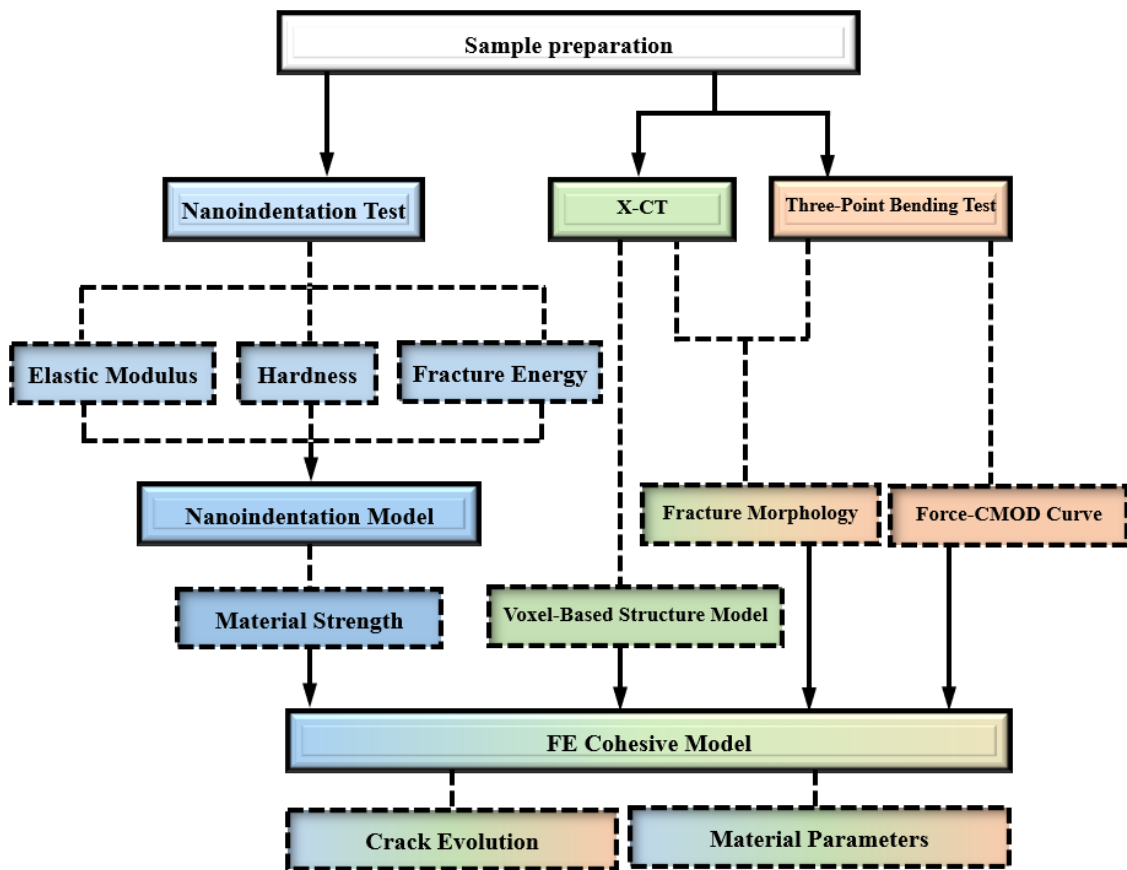 Sample preparation
Nanoindentation Test
X-CT
Three-Point Bending Test
Elastic Modulus
Hardness
Fracture Energy
Nanoindentation Model
Fracture Morphology
Force-CMOD Curve
Material Strength
Voxel-Based Structure Model
FE Cohesive Model
Crack Evolution
Material Parameters